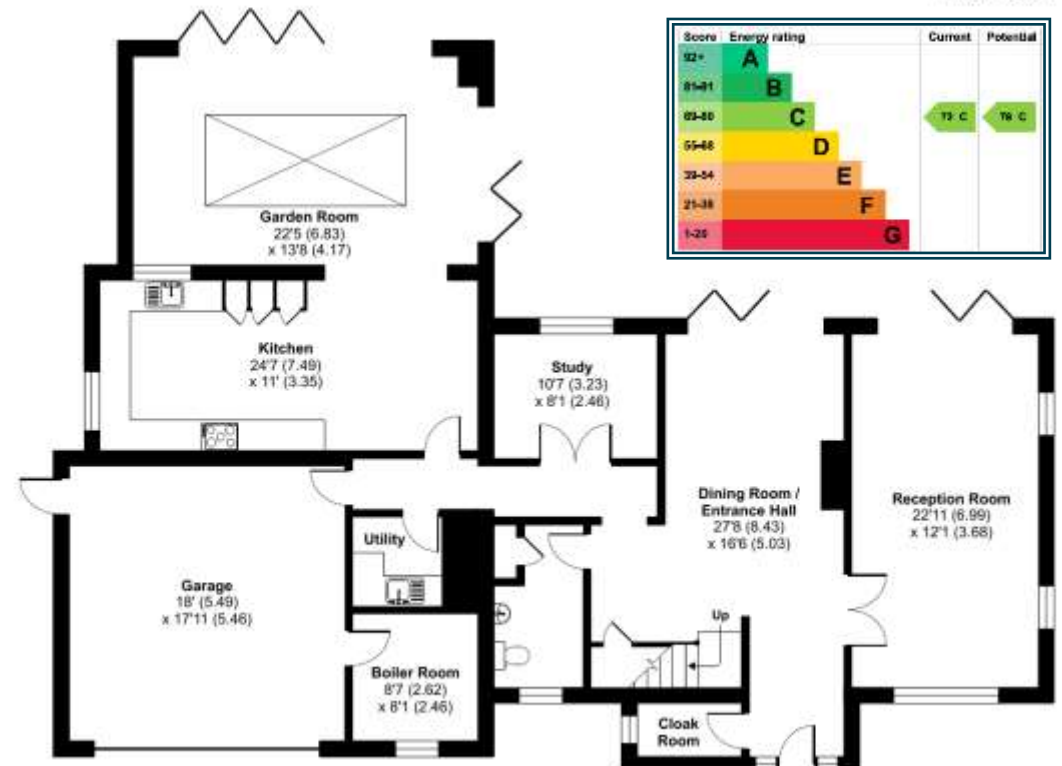 Score Energy rating Current Potential
92+ A
81-91 B
69-80 C 73 C 78 C
55-68 D
39-54 E
21-38 F
1-20 G
Garden Room
22'5 (6.83)
x 13'8 (4.17)
Kitchen
24'7 (7.49)
x 11' (3.35)
Study
10'7 (3.23)
x 8'1 (2.46)
Dining Room /
Entrance Hall
27'8 (8.43)
x 16'6 (5.03)
Reception Room
22'11 (6.99)
x 12'1 (3.68)
Utility
Garage
18' (5.49)
x 17'11 (5.46)
Up
Boiler Room
8'7 (2.62)
x 8'1 (2.46)
Cloak
Room